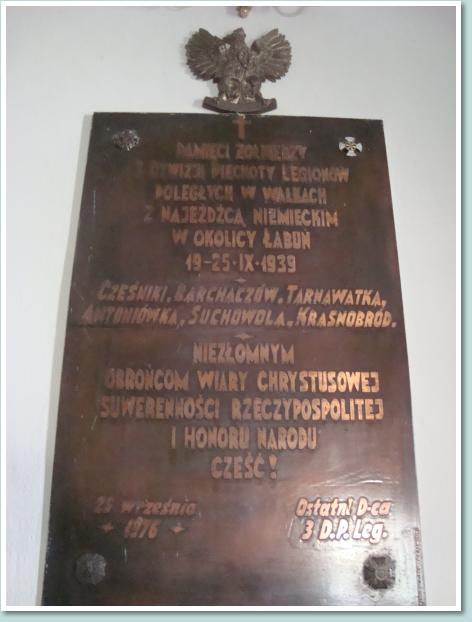 PAMIĘCI ŻOŁNIERZY
3 DYWIZJI PIECHOTY LEGIONÓW
POLEGŁYCH W WALKACH
Z NAJEŹDŹCĄ NIEMIECKIM
W OKOLICY ŁABUŃ
19-25·IX·1939
CZEŚNIKI, BARCHACZÓW, TARNAWATKA,
ANTONIÓWKA, SUCHOWOLA, KRASNOBRÓD.
NIEZŁOMNYM
OBROŃCOM WIARY CHRYSTUSOWEJ
SUWERENNOŚCI RZECZYPOSPOLITEJ
I HONORU NARODU
CZEŚĆ!
25 września
1976
Ostatni D-ca
3 D.P. Leg.